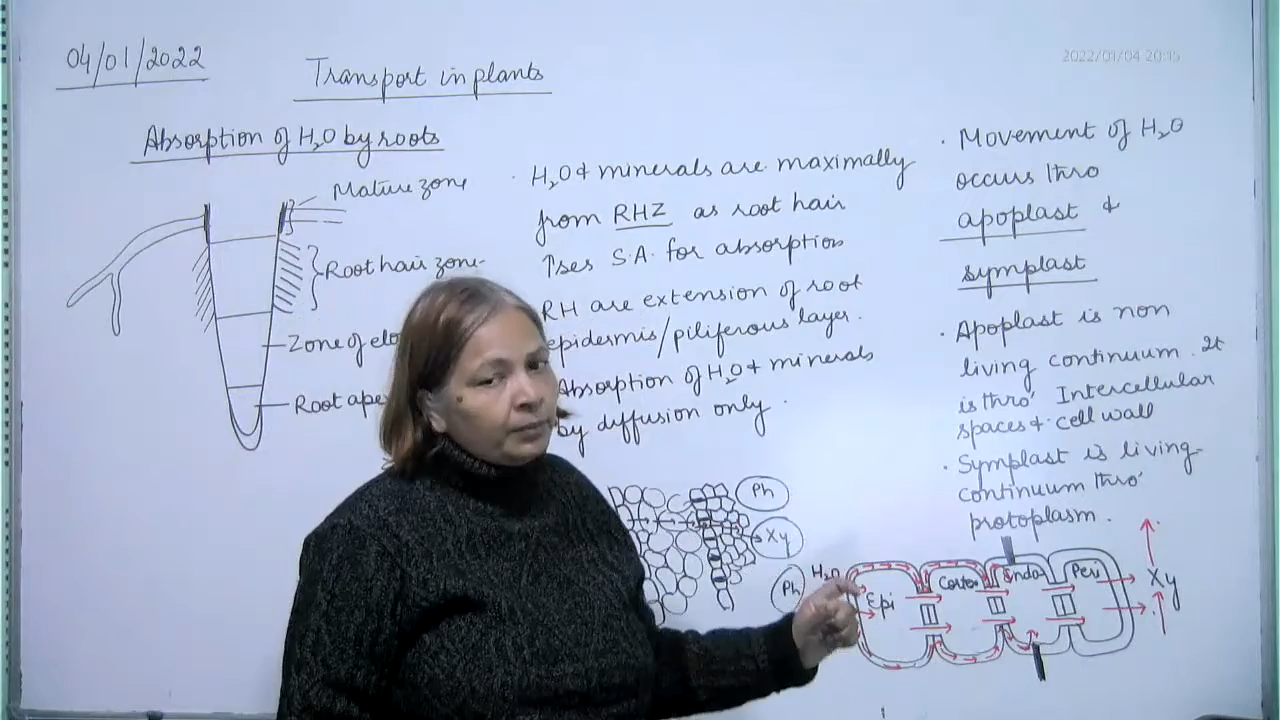 04/01/2022
Transport in plants
2022/01/04 20:15
Absorption of H₂O by roots
Mature zone
Root hair zone
Zone of elo
Root ape
. H₂O & minerals are maximally
from RHZ as root hair
↑ses S.A. for absorption
RH are extension of root
epidermis/piliferous layer.
Absorption of H₂O & minerals
by diffusion only.
Ph
Xy
Ph
. Movement of H₂O
occurs thro
apoplast &
symplast
. Apoplast is non
living continuum. It
is thro' Intercellular
spaces & cell wall
. Symplast is living
continuum thro'
protoplasm.
H₂O
Epi
Cortex
Endo
Peri
Xy